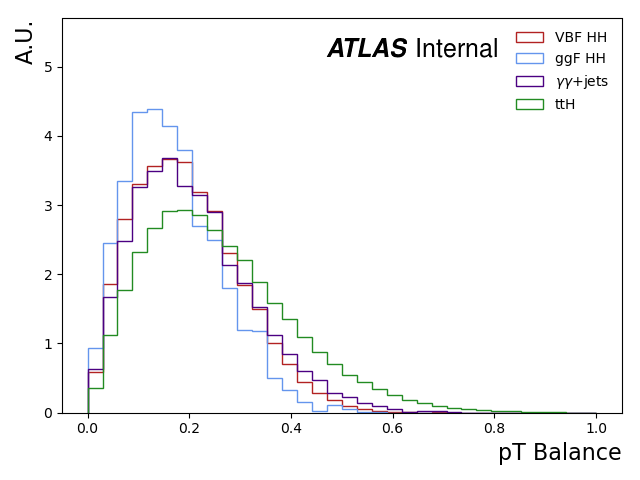 A.U.
ATLAS Internal
VBF HH
ggF HH
γγ+jets
ttH
5
4
3
2
1
0
0.0 0.2 0.4 0.6 0.8 1.0
pT Balance